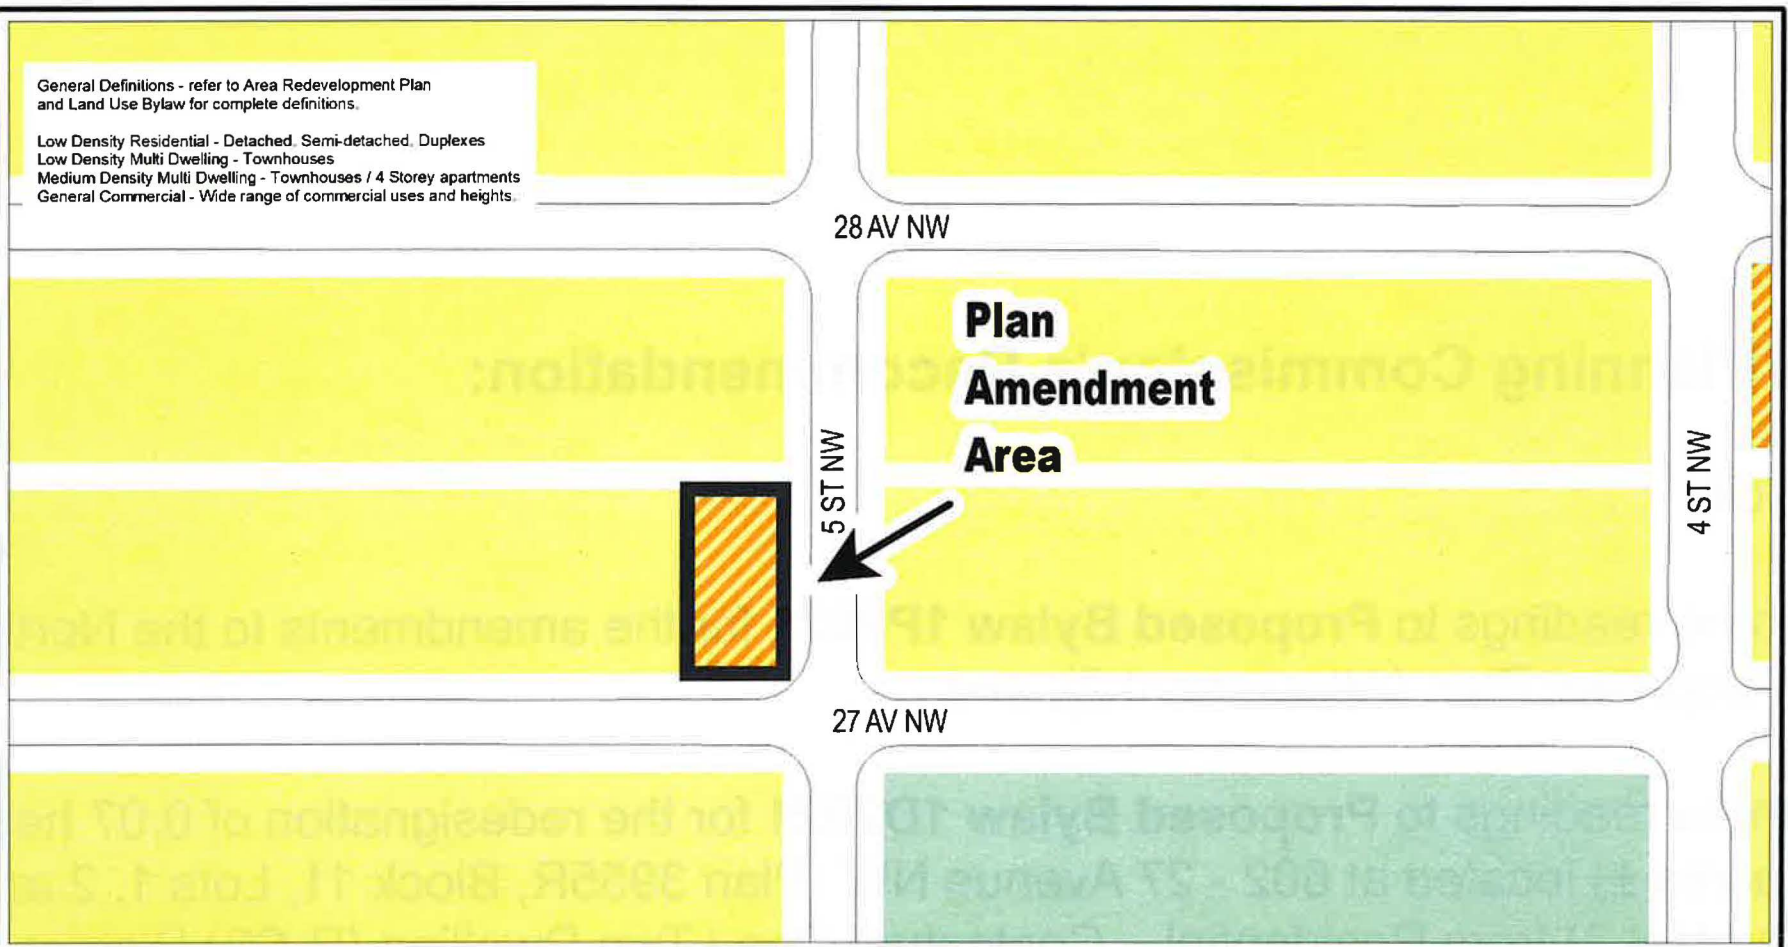 General Definitions - refer to Area Redevelopment Plan
and Land Use Bylaw for complete definitions.
Low Density Residential - Detached, Semi-detached, Duplexes
Low Density Multi Dwelling - Townhouses
Medium Density Multi Dwelling - Townhouses / 4 Storey apartments
General Commercial - Wide range of commercial uses and heights.
28 AV NW
Plan
Amendment
Area
5 ST NW
4 ST NW
27 AV NW